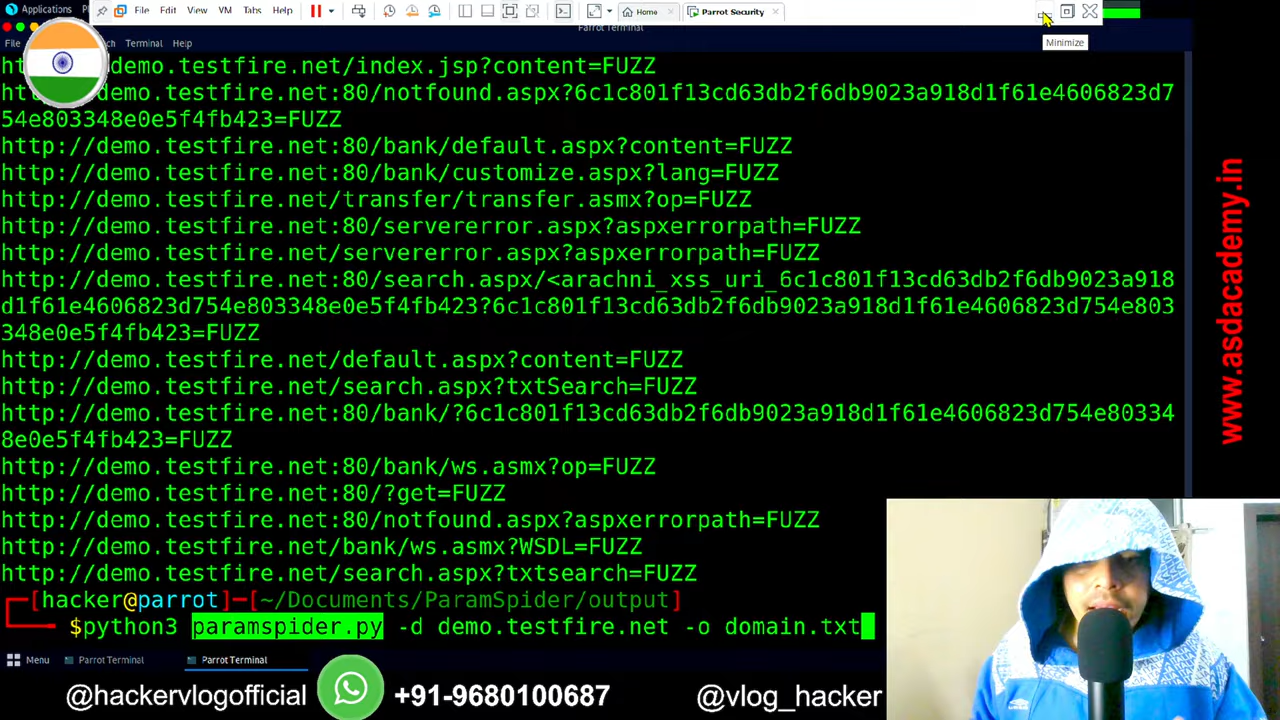 File Edit View VM Tabs Help
Home
Parrot Security
Applications
Parrot Terminal
Minimize
File
Terminal Help
demo.testfire.net/index.jsp?content=FUZZ
demo.testfire.net:80/notfound.aspx?6c1c801f13cd63db2f6db9023a918d1f61e4606823d7
54e803348e0e5f4fb423=FUZZ
http://demo.testfire.net:80/bank/default.aspx?content=FUZZ
http://demo.testfire.net:80/bank/customize.aspx?lang=FUZZ
http://demo.testfire.net/transfer/transfer.asmx?op=FUZZ
http://demo.testfire.net:80/servererror.aspx?aspxerrorpath=FUZZ
http://demo.testfire.net/servererror.aspx?aspxerrorpath=FUZZ
http://demo.testfire.net:80/search.aspx/<arachni_xss_uri_6c1c801f13cd63db2f6db9023a918
d1f61e4606823d754e803348e0e5f4fb423?6c1c801f13cd63db2f6db9023a918d1f61e4606823d754e803
348e0e5f4fb423=FUZZ
http://demo.testfire.net/default.aspx?content=FUZZ
http://demo.testfire.net/search.aspx?txtSearch=FUZZ
http://demo.testfire.net:80/bank/?6c1c801f13cd63db2f6db9023a918d1f61e4606823d754e80334
8e0e5f4fb423=FUZZ
http://demo.testfire.net:80/bank/ws.asmx?op=FUZZ
http://demo.testfire.net:80/?get=FUZZ
http://demo.testfire.net:80/notfound.aspx?aspxerrorpath=FUZZ
http://demo.testfire.net/bank/ws.asmx?WSDL=FUZZ
http://demo.testfire.net/search.aspx?txtsearch=FUZZ
[hacker@parrot]─[~/Documents/ParamSpider/output]
$python3 paramspider.py -d demo.testfire.net -o domain.txt
Menu
Parrot Terminal
Parrot Terminal
www.asdacademy.in
@hackervlogofficial
+91-9680100687
@vlog_hacker